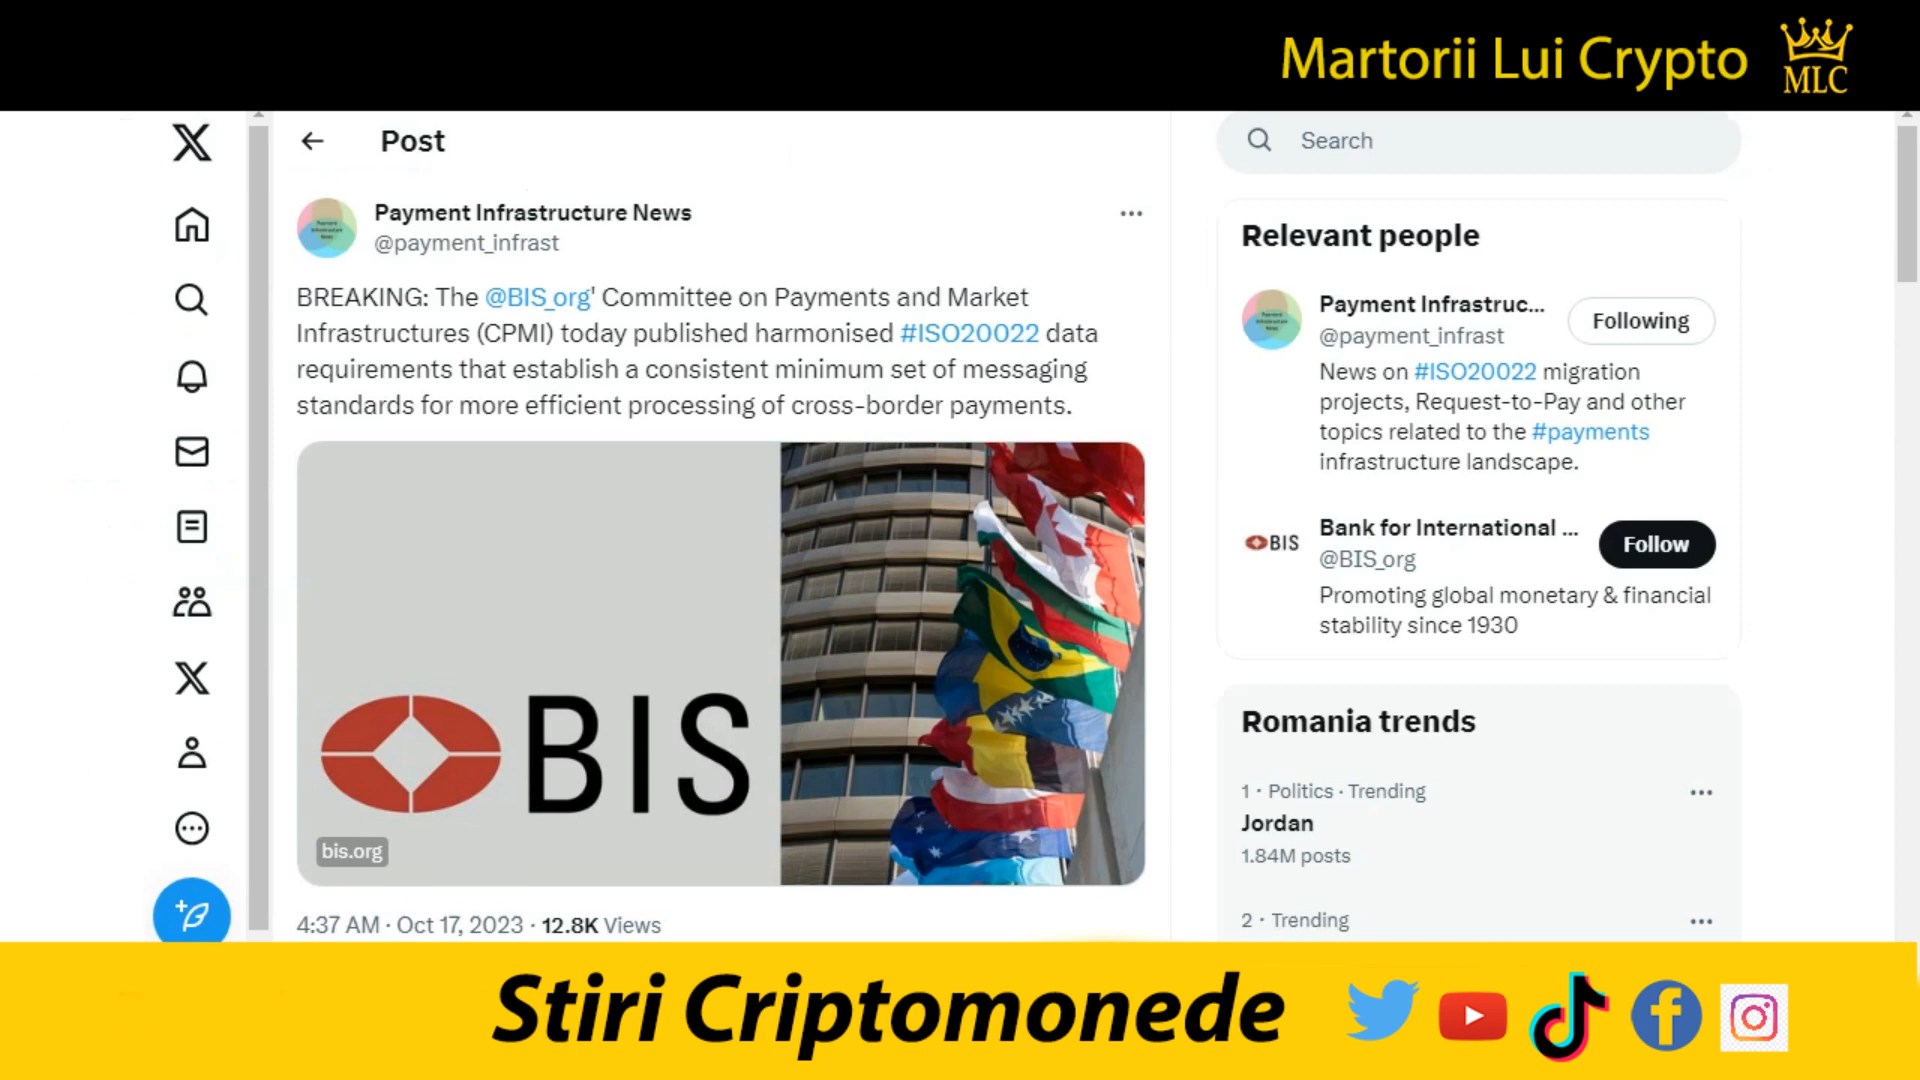 Martorii Lui Crypto
MLC
Post
Search
Payment Infrastructure News
@payment_infrast
BREAKING: The @BIS_org' Committee on Payments and Market
Infrastructures (CPMI) today published harmonised #ISO20022 data
requirements that establish a consistent minimum set of messaging
standards for more efficient processing of cross-border payments.
BIS
bis.org
4:37 AM · Oct 17, 2023 · 12.8K Views
Relevant people
Payment Infrastruc...
@payment_infrast
Following
News on #ISO20022 migration
projects, Request-to-Pay and other
topics related to the #payments
infrastructure landscape.
BIS
Bank for International ...
@BIS_org
Follow
Promoting global monetary & financial
stability since 1930
Romania trends
1 · Politics · Trending
Jordan
1.84M posts
2 · Trending
Stiri Criptomonede